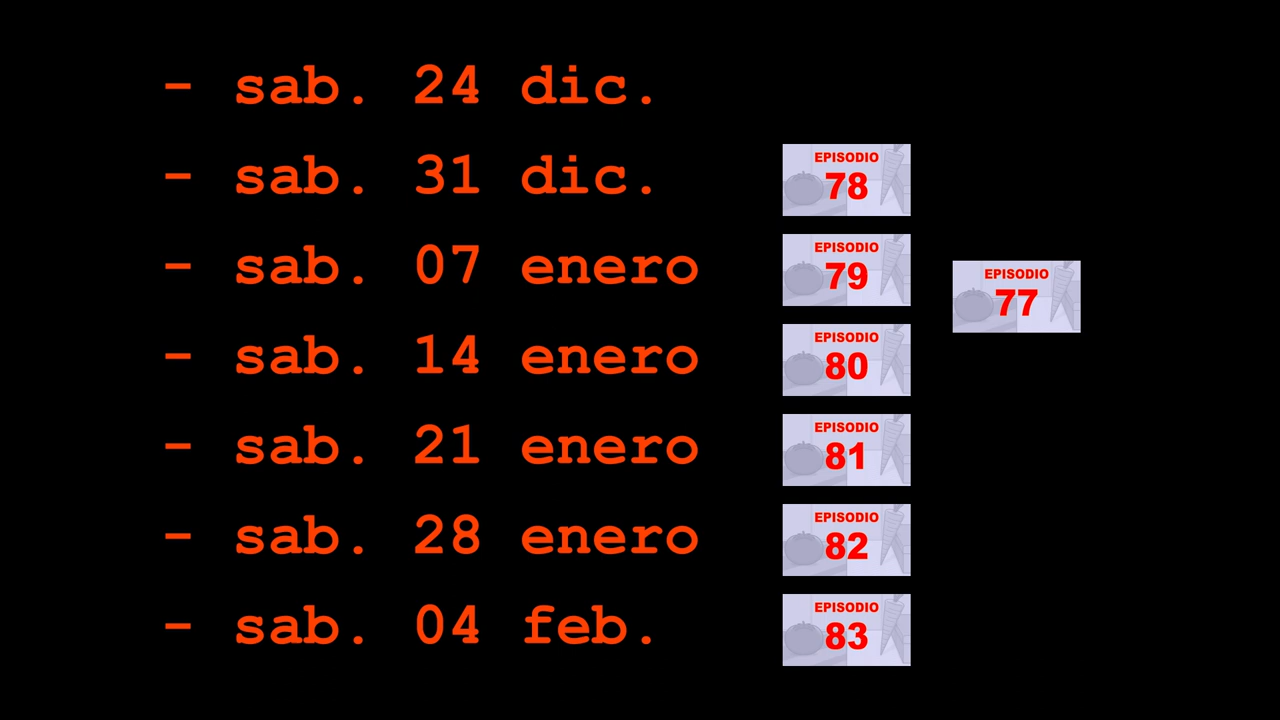 - sab. 24 dic.
- sab. 31 dic.
EPISODIO
78
- sab. 07 enero
EPISODIO
79
EPISODIO
77
- sab. 14 enero
EPISODIO
80
- sab. 21 enero
EPISODIO
81
- sab. 28 enero
EPISODIO
82
- sab. 04 feb.
EPISODIO
83